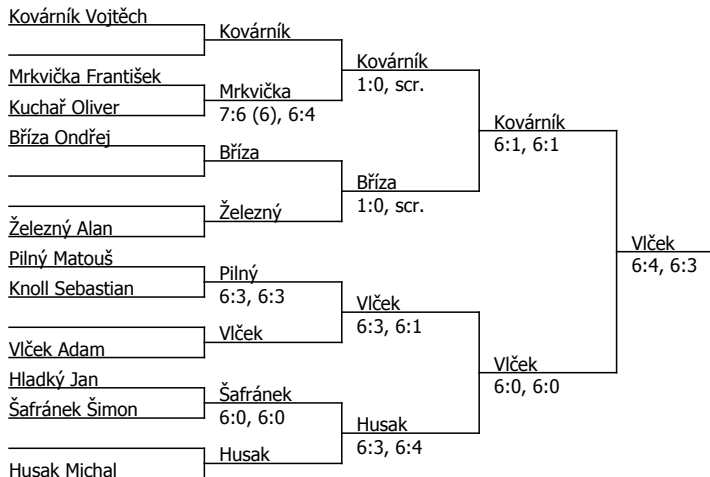 Kovárník Vojtěch
Mrkvička František
Kuchař Oliver
Bříza Ondřej
Železný Alan
Pilný Matouš
Knoll Sebastian
Vlček Adam
Hladký Jan
Šafránek Šimon
Husak Michal
Kovárník
Mrkvička
7:6 (6), 6:4
Bříza
Železný
Pilný
6:3, 6:3
Vlček
Šafránek
6:0, 6:0
Husak
Kovárník
1:0, scr.
Bříza
1:0, scr.
Vlček
6:3, 6:1
Husak
6:3, 6:4
Kovárník
6:1, 6:1
Vlček
6:0, 6:0
Vlček
6:4, 6:3